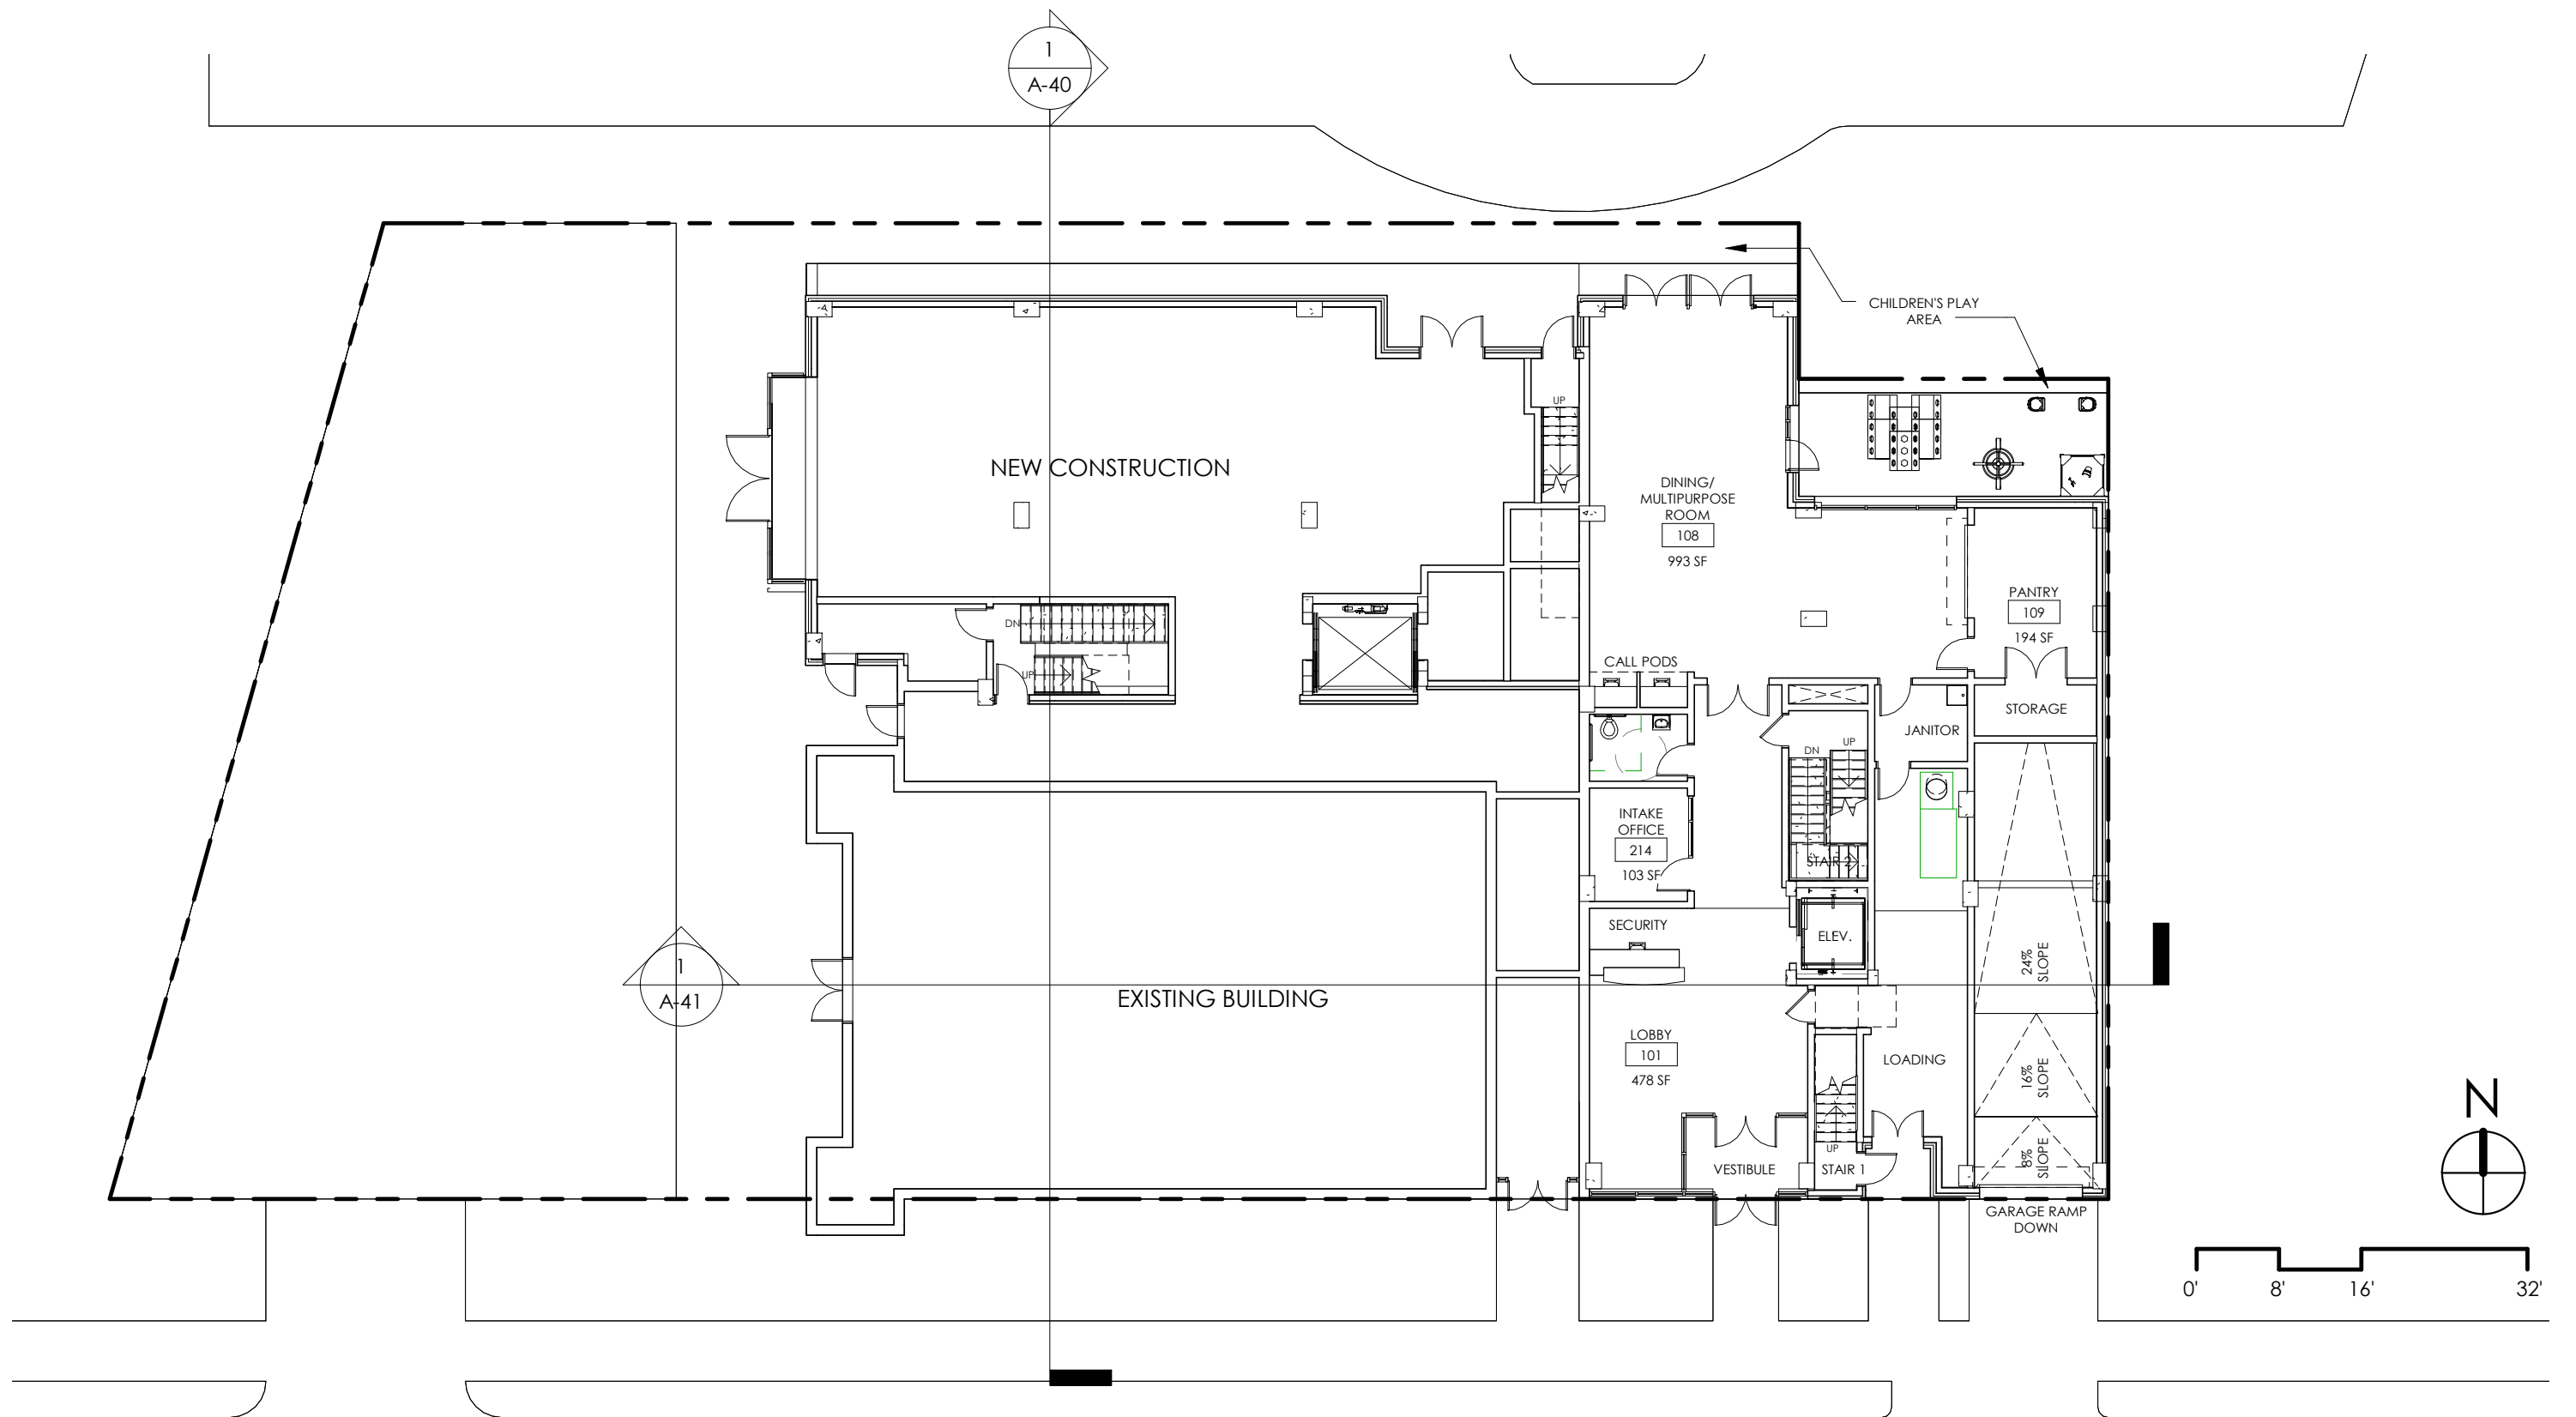 1
A-40
CHILDREN'S PLAY
AREA
UP
NEW CONSTRUCTION
DINING/
MULTIPURPOSE
ROOM
108
993 SF
PANTRY
109
194 SF
DN
UP
CALL PODS
STORAGE
JANITOR
DN
UP
INTAKE
OFFICE
214
103 SF
STAIR 2
SECURITY
ELEV.
24%
SLOPE
1
A-41
EXISTING BUILDING
LOBBY
101
478 SF
LOADING
16%
SLOPE
N
UP
VESTIBULE
STAIR 1
8%
SLOPE
GARAGE RAMP
DOWN
0' 8' 16' 32'